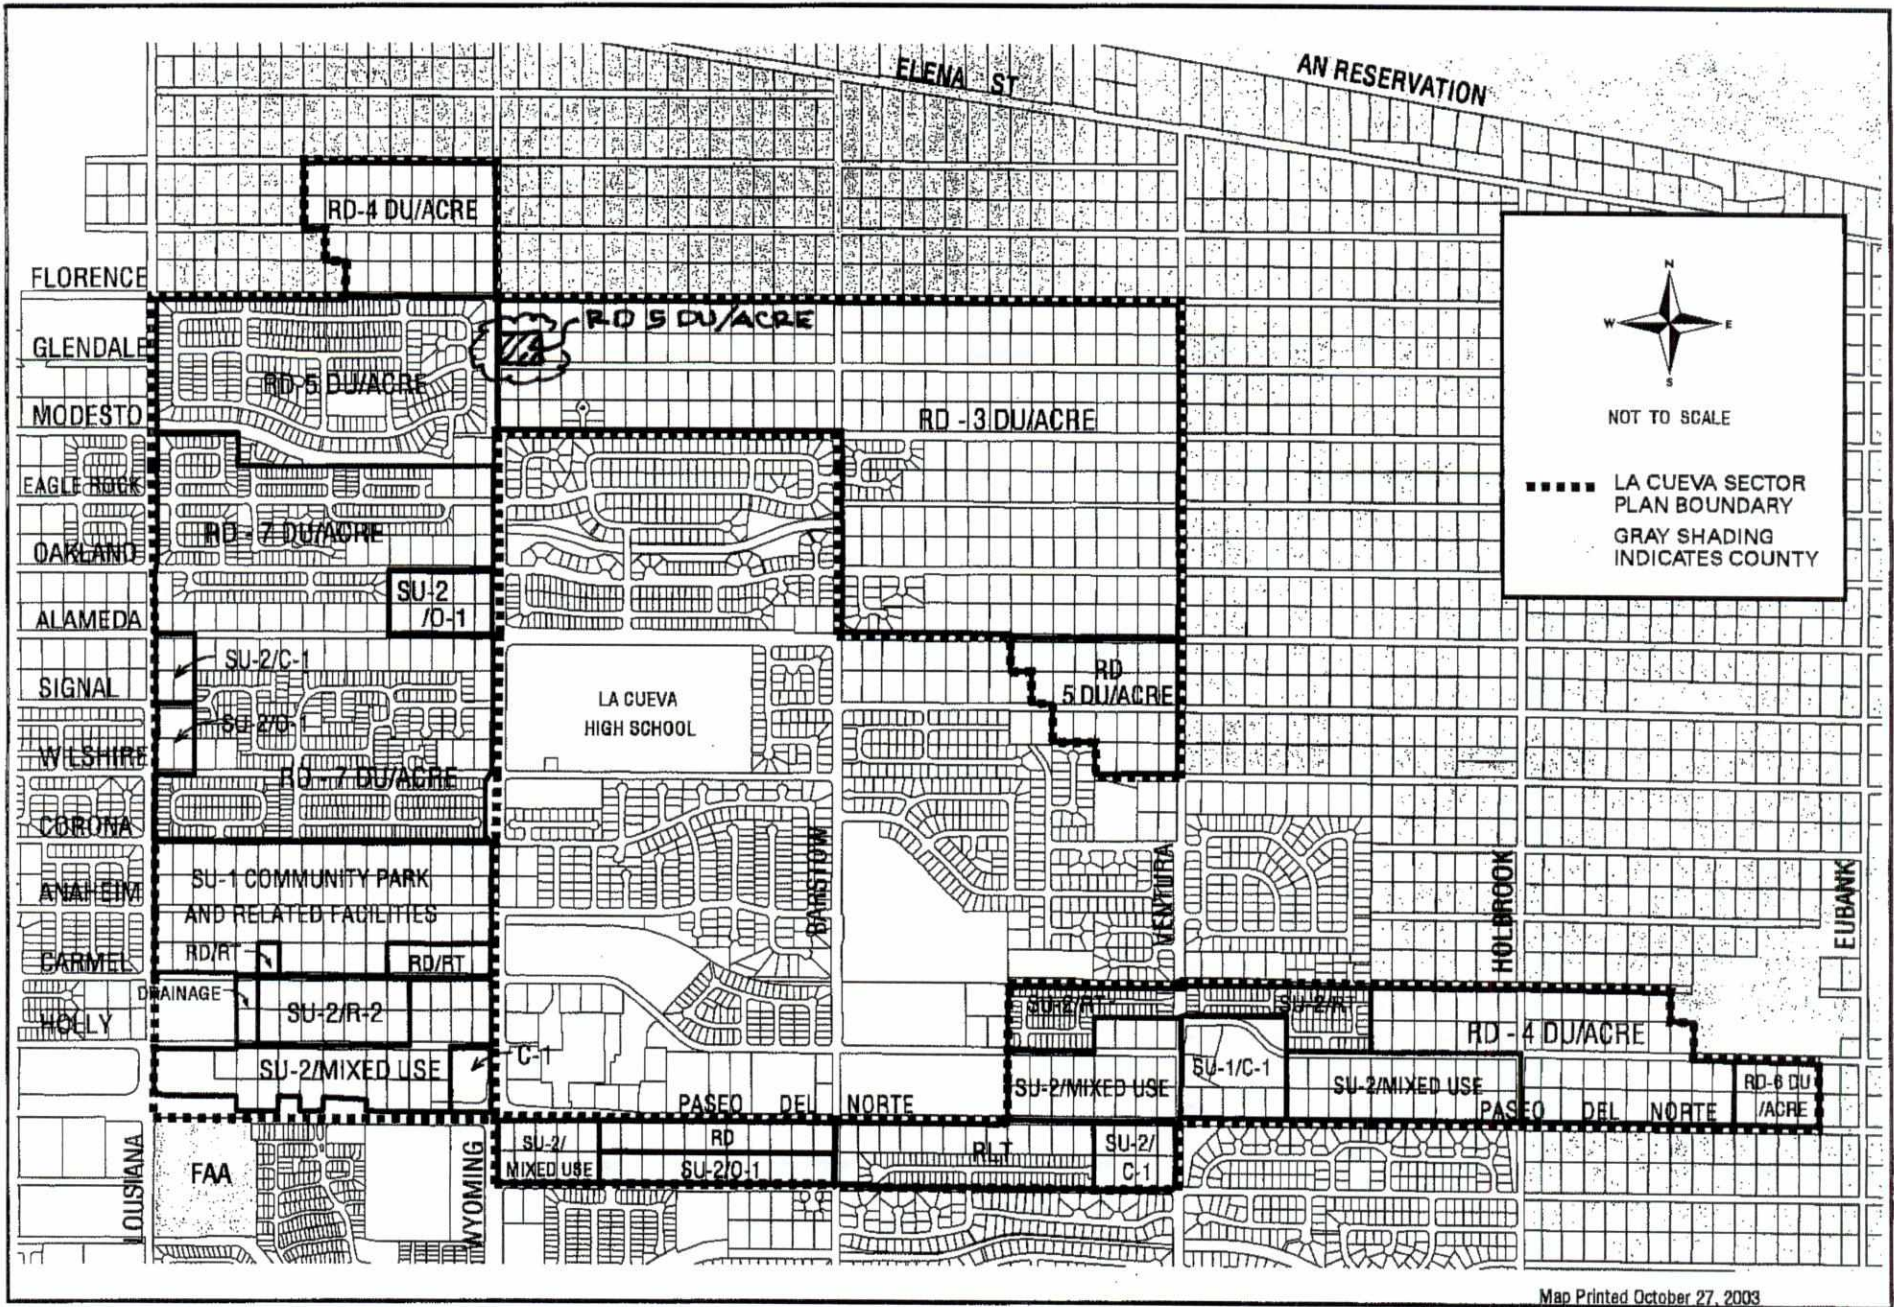 ELENA ST
AN RESERVATION
RD-4 DU/ACRE
FLORENCE
GLENDALE
RD 5 DU/ACRE
RD-5 DU/ACRE
MODESTO
RD - 3 DU/ACRE
N
W
E
S
NOT TO SCALE
LA CUEVA SECTOR
PLAN BOUNDARY
GRAY SHADING
INDICATES COUNTY
EAGLE ROCK
RD - 7 DU/ACRE
OAKLAND
SU-2
/O-1
ALAMEDA
SU-2/C-1
SIGNAL
SU-2/O-1
WILSHIRE
RD - 7 DU/ACRE
LA CUEVA
HIGH SCHOOL
RD
5 DU/ACRE
CORONA
BARSTOW
VENTURA
HOLBROOK
EUBANK
ANAHEIM
SU-1 COMMUNITY PARK
AND RELATED FACILITIES
CARMEL
RD/RT
RD/RT
DRAINAGE
HOLLY
SU-2/R-2
SU-2/RT
SU-2/RT
RD - 4 DU/ACRE
SU-2/MIXED USE
C-1
SU-2/MIXED USE
SU-1/C-1
SU-2/MIXED USE
RD-6 DU
/ACRE
PASEO DEL NORTE
PASEO DEL NORTE
LOUISIANA
FAA
WYOMING
SU-2/
MIXED USE
RD
SU-2/O-1
RLT
SU-2/
C-1
Map Printed October 27, 2003